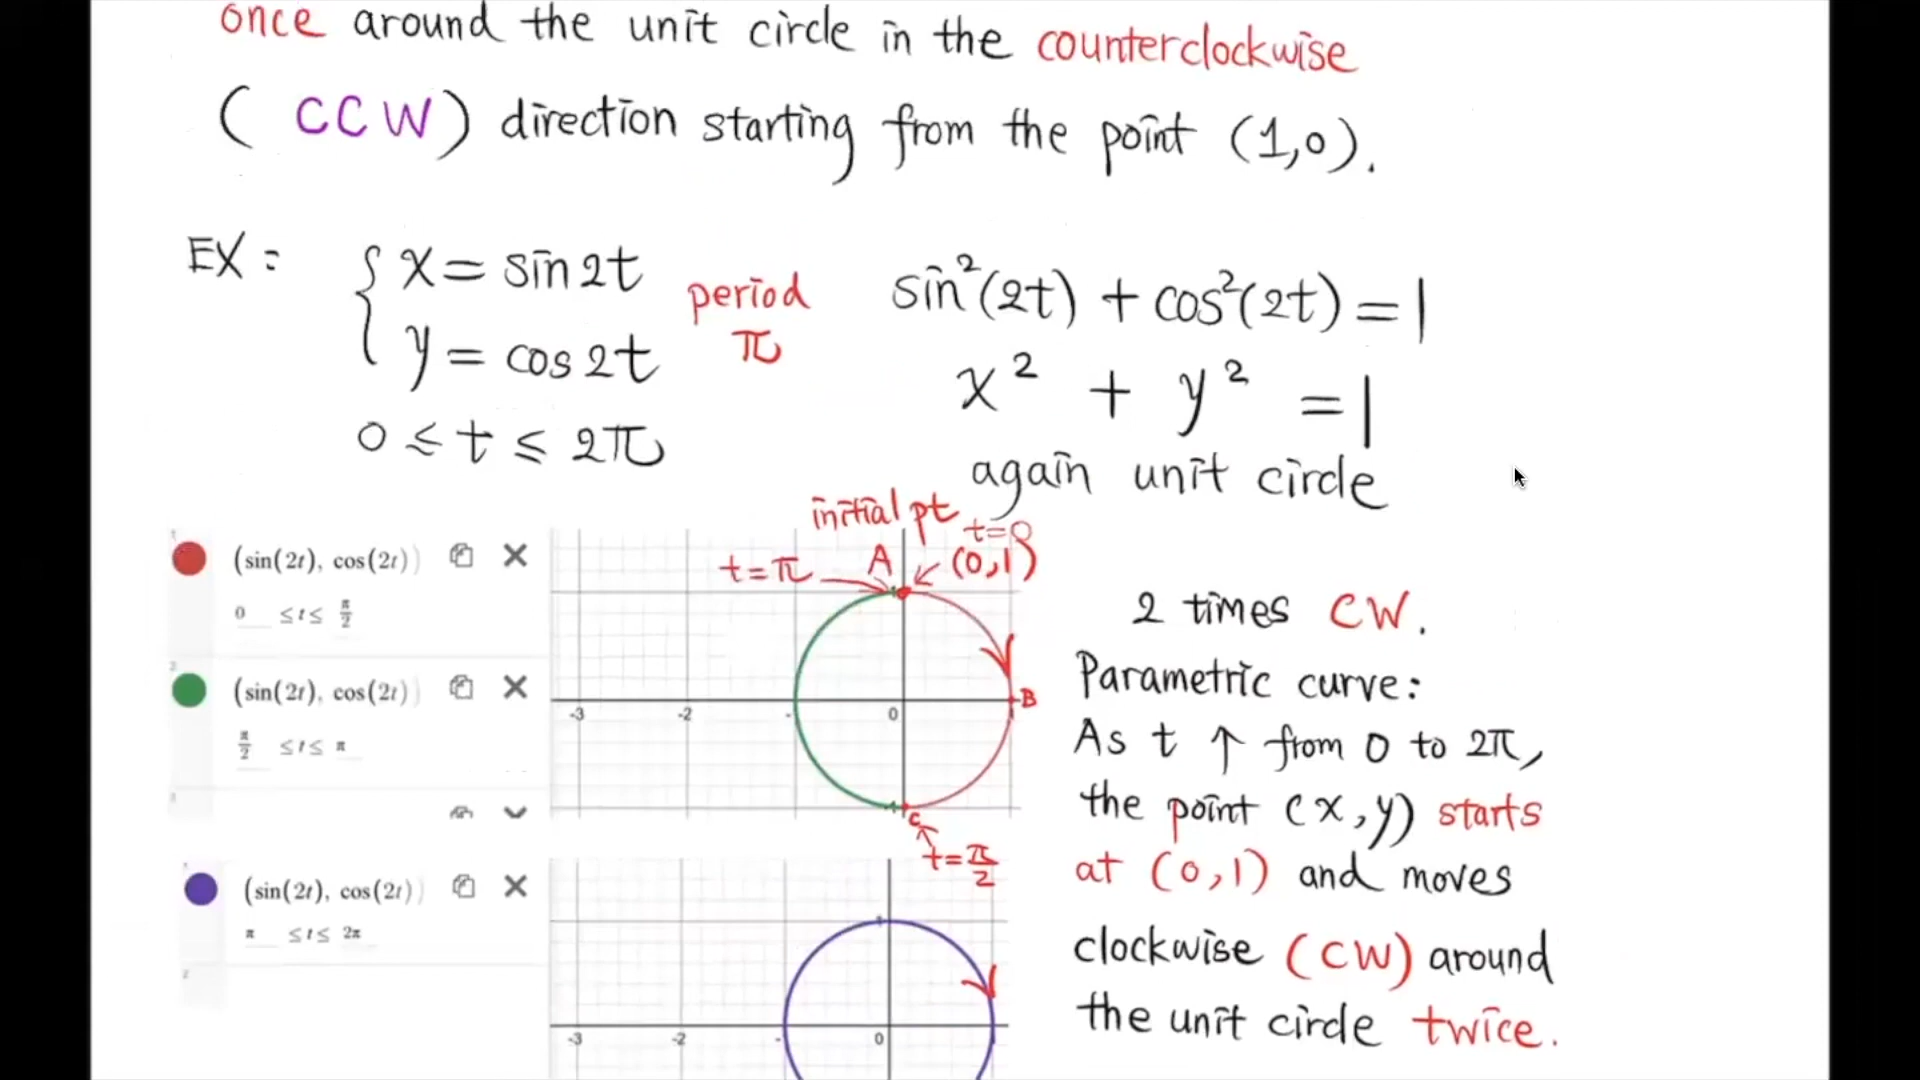 once around the unit circle in the counterclockwise
( CCW ) direction starting from the point (1,0).
EX : { x = sin 2t
y = cos 2t
0 ≤ t ≤ 2π
period
π
sin²(2t) + cos²(2t) = 1
x² + y² = 1
again unit circle
(sin(2t), cos(2t))
0 ≤ t ≤ π/2
(sin(2t), cos(2t))
π/2 ≤ t ≤ π
initial pt
t=0
t=π A (0,1)
B
-3 -2 - 0
C
t=π/2
(sin(2t), cos(2t))
π ≤ t ≤ 2π
-3 -2 - 0
2 times CW.
Parametric curve:
As t ↑ from 0 to 2π,
the point (x,y) starts
at (0,1) and moves
clockwise (CW) around
the unit circle twice.